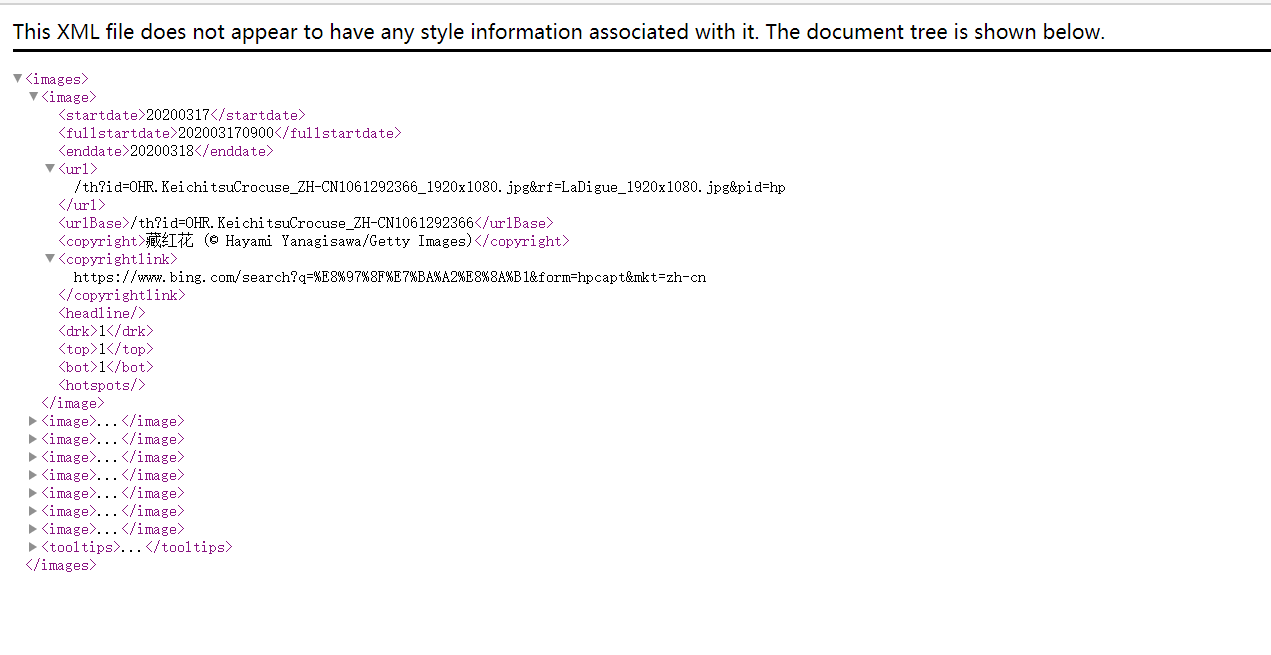 This XML file does not appear to have any style information associated with it. The document tree is shown below.
▼<images>
▼<image>
<startdate>20200317</startdate>
<fullstartdate>202003170900</fullstartdate>
<enddate>20200318</enddate>
▼<url>
/th?id=OHR.KeichitsuCrocuse_ZH-CN1061292366_1920x1080.jpg&rf=LaDigue_1920x1080.jpg&pid=hp
</url>
<urlBase>/th?id=OHR.KeichitsuCrocuse_ZH-CN1061292366</urlBase>
<copyright>藏红花 (© Hayami Yanagisawa/Getty Images)</copyright>
▼<copyrightlink>
https://www.bing.com/search?q=%E8%97%8F%E7%BA%A2%E8%8A%B1&form=hpcapt&mkt=zh-cn
</copyrightlink>
<headline/>
<drk>1</drk>
<top>1</top>
<bot>1</bot>
<hotspots/>
</image>
▶<image>...</image>
▶<image>...</image>
▶<image>...</image>
▶<image>...</image>
▶<image>...</image>
▶<image>...</image>
▶<image>...</image>
▶<tooltips>...</tooltips>
</images>